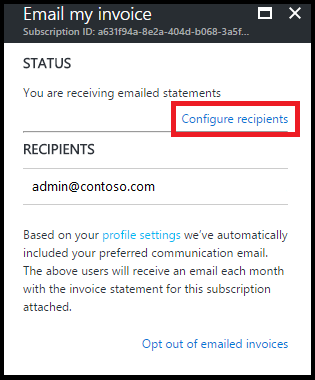 Email my invoice
Subscription ID: a631f94a-8e2a-404d-b068-3a5f...
STATUS
You are receiving emailed statements
Configure recipients
RECIPIENTS
admin@contoso.com
Based on your profile settings we've automatically
included your preferred communication email.
The above users will receive an email each month
with the invoice statement for this subscription
attached.
Opt out of emailed invoices